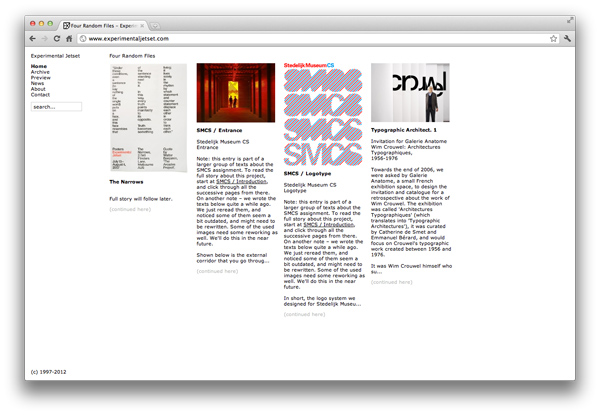 Four Random Files – Experi
www.experimentaljetset.com
Experimental Jetset
Home
Archive
Preview
News
About
Contact
search...
Four Random Files
The Narrows
Full story will follow later.
(continued here)
SMCS / Entrance
Stedelijk Museum CS
Entrance
Note: this entry is part of a
larger group of texts about the
SMCS assignment. To read the
full story about this project,
start at SMCS / Introduction,
and click through all the
successive pages from there.
On another note – we wrote the
texts below quite a while ago.
We just reread them, and
noticed some of them seem a
bit outdated, and might need to
be rewritten. Some of the used
images need some reworking as
well. We'll do this in the near
future.
Shown below is the external
corridor that you go throug...
(continued here)
Stedelijk Museum CS
SMCS
SMCS
SMCS
SMCS
SMCS / Logotype
Stedelijk Museum CS
Logotype
Note: this entry is part of a
larger group of texts about the
SMCS assignment. To read the
full story about this project,
start at SMCS / Introduction,
and click through all the
successive pages from there.
On another note – we wrote the
texts below quite a while ago.
We just reread them, and
noticed some of them seem a
bit outdated, and might need to
be rewritten. Some of the used
images need some reworking as
well. We'll do this in the near
future.
In short, the logo system we
designed for Stedelijk Museu...
(continued here)
crouwel
Typographic Architect. 1
Invitation for Galerie Anatome
Wim Crouwel: Architectures
Typographiques,
1956-1976
Towards the end of 2006, we
were asked by Galerie
Anatome, a small French
exhibition space, to design the
invitation and catalogue for a
retrospective about the work of
Wim Crouwel. The exhibition
was called 'Architectures
Typographiques' (which
translates into 'Typographic
Architectures'), it was curated
by Catherine de Smet and
Emmanuel Bérard, and would
focus on Crouwel's typographic
work created between 1956 and
1976.
It was Wim Crouwel himself who
su...
(continued here)
(c) 1997-2012